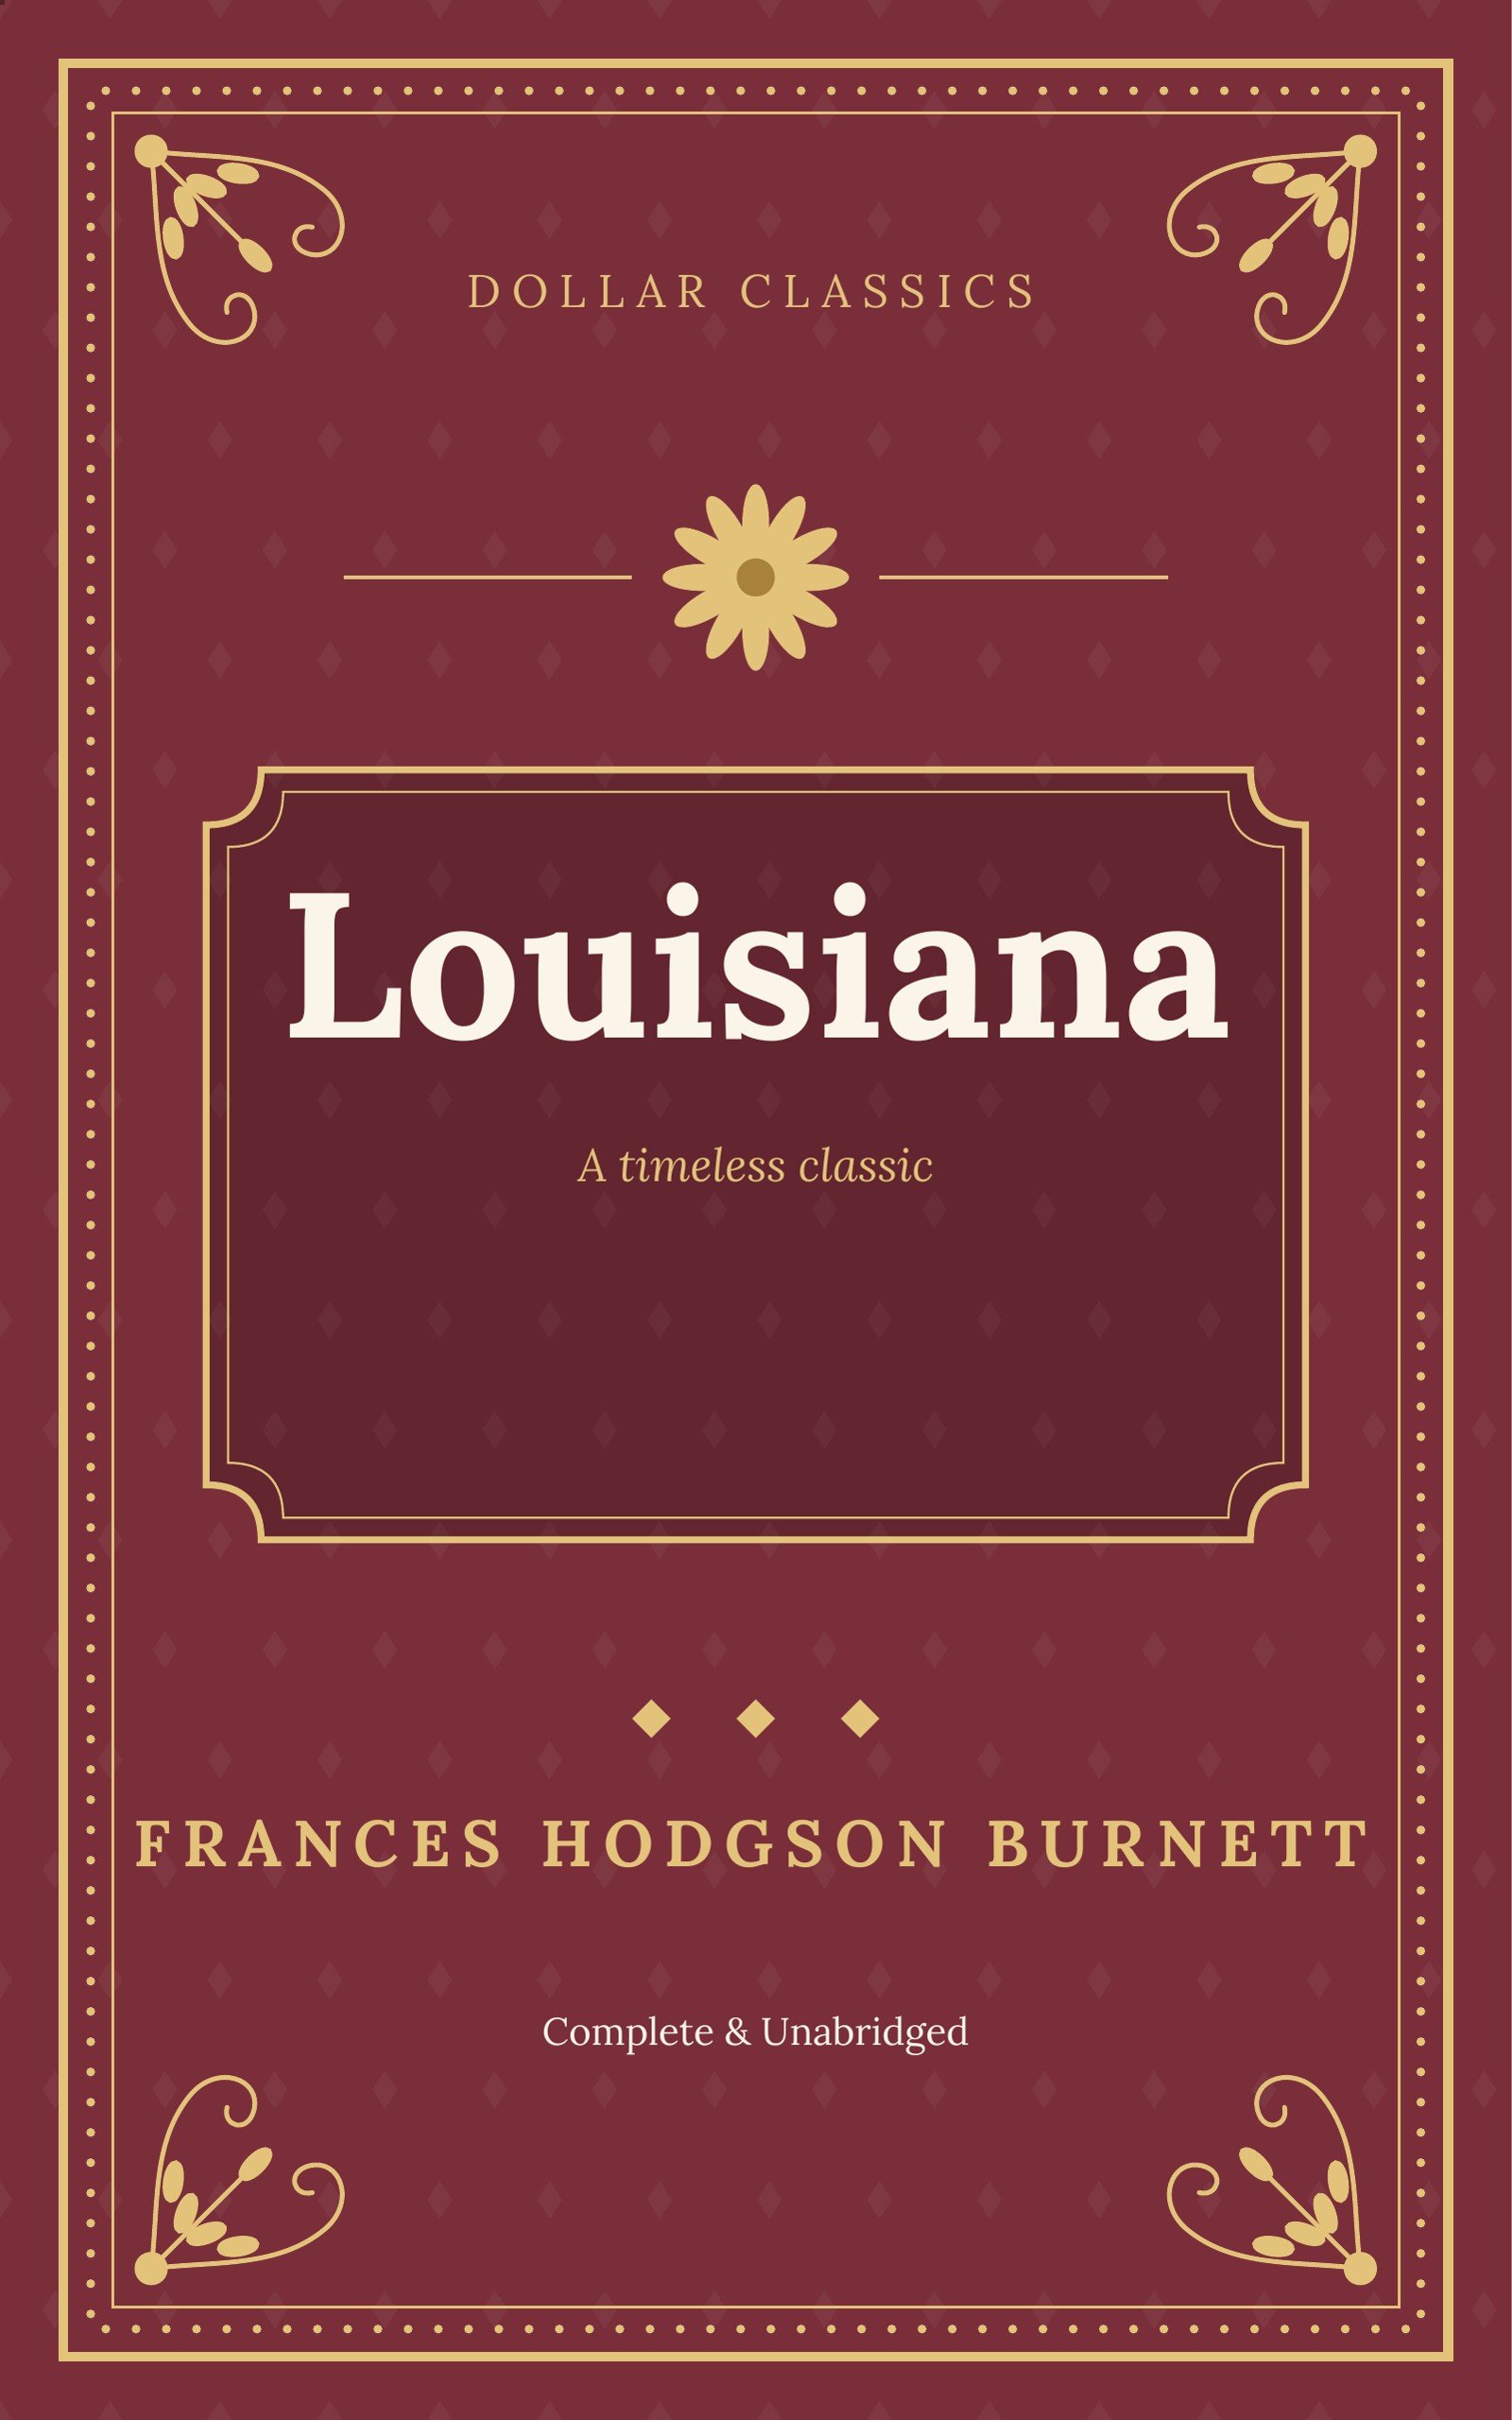 DOLLAR CLASSICS
Louisiana
A timeless classic
FRANCES HODGSON BURNETT
Complete & Unabridged